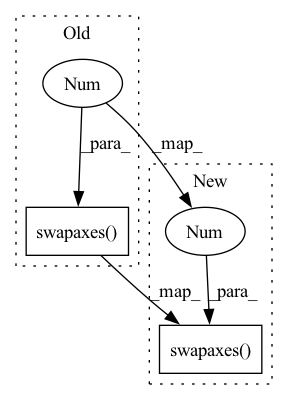 Old
Num
_para_
_map_
New
swapaxes()
Num
_map_
_para_
swapaxes()